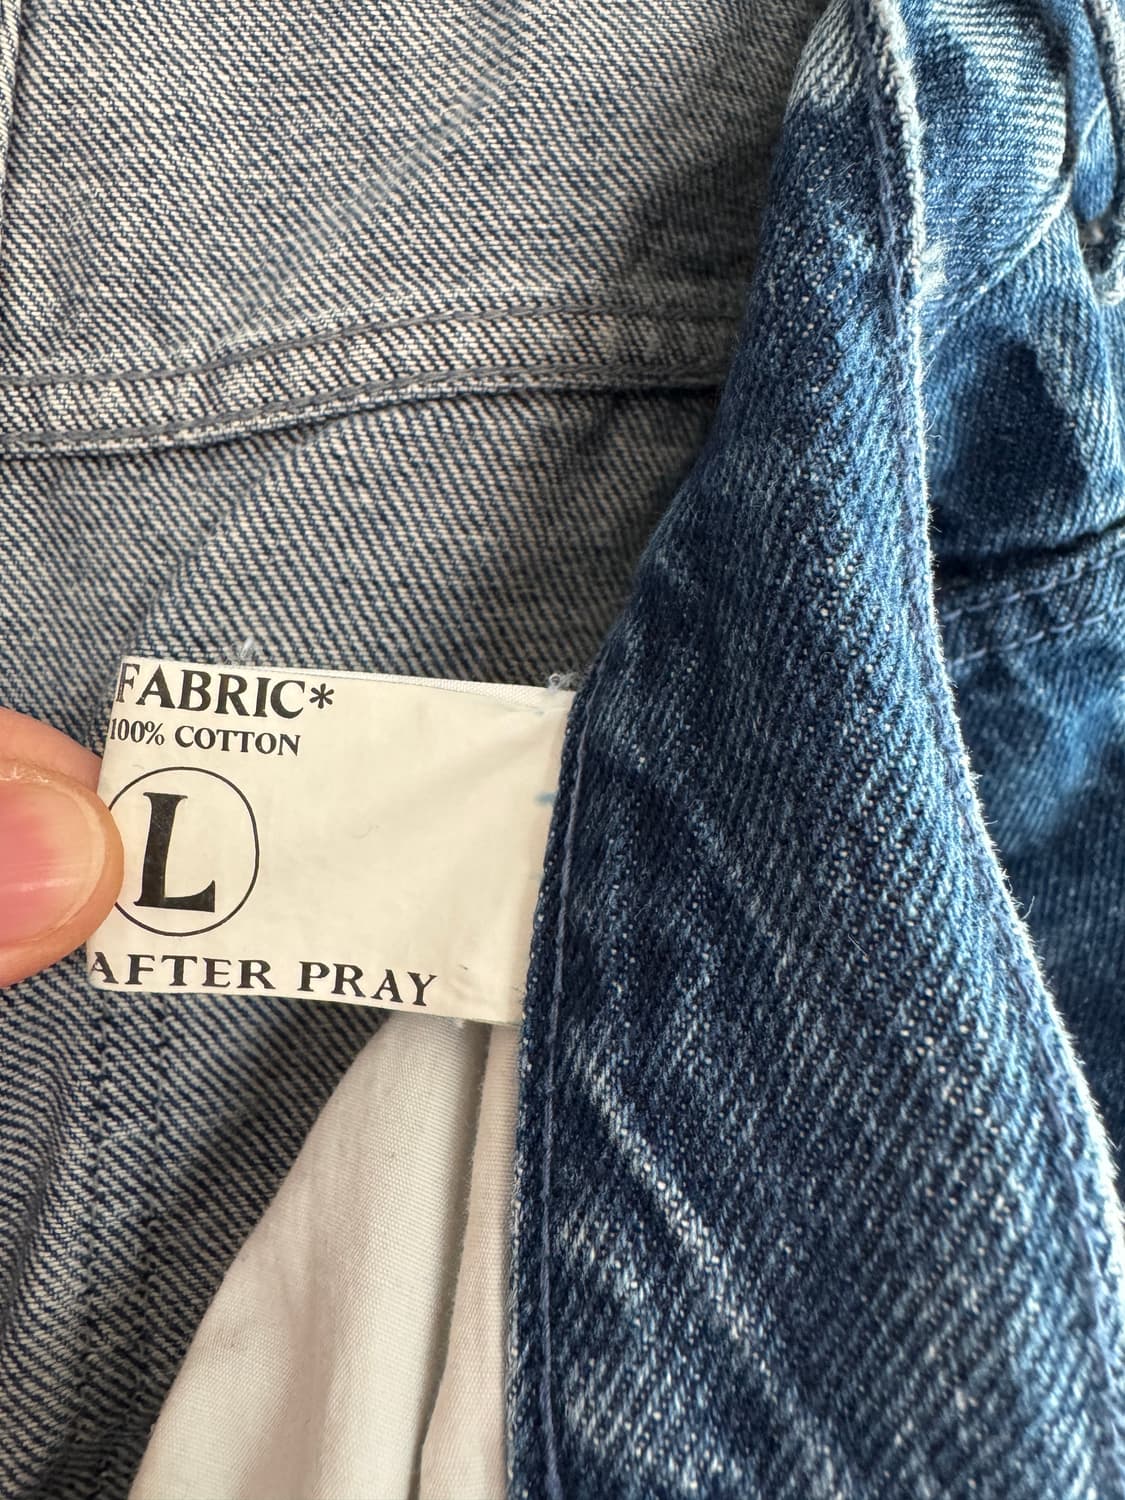 FABRIC*
100% COTTON
L
AFTER PRAY